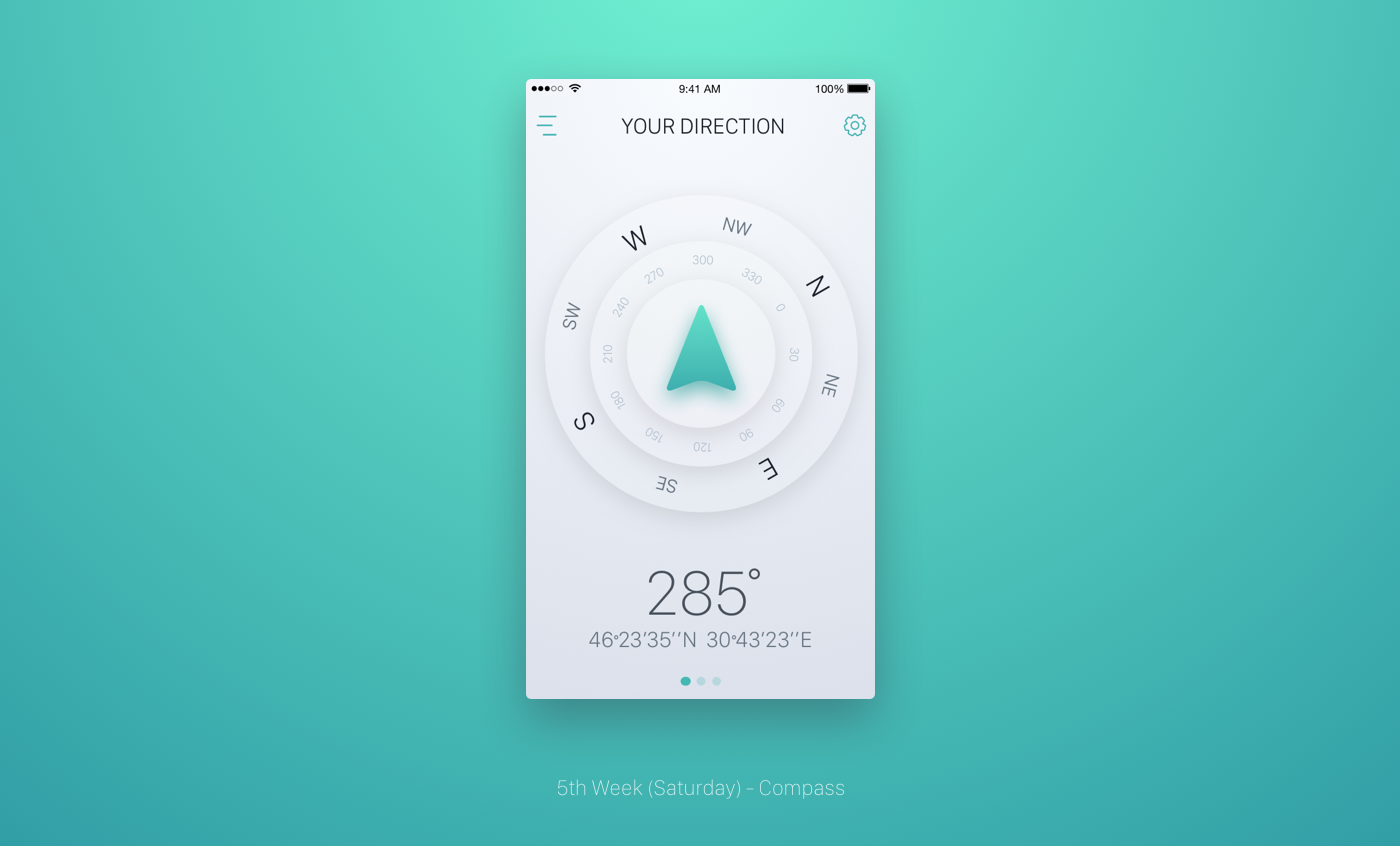 9:41 AM
100%
YOUR DIRECTION
NW
W
N
300
270
330
240
0
SW
210
30
NE
180
60
S
150
90
120
E
SE
285°
46°23'35''N 30°43'23''E
5th Week (Saturday) - Compass